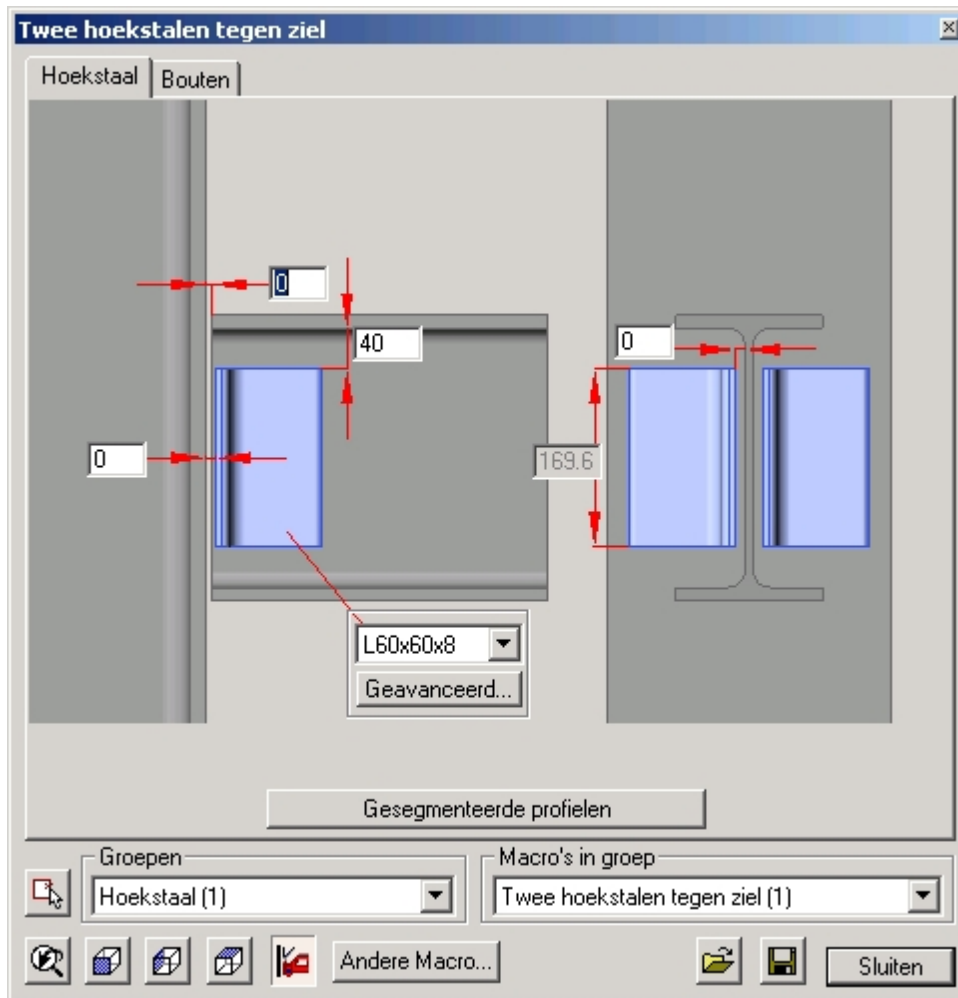 Twee hoekstalen tegen ziel
Hoekstaal Bouten
0
40
0
0
169.6
L60x60x8
Geavanceerd...
Gesegmenteerde profielen
Groepen
Hoekstaal (1)
Macro's in groep
Twee hoekstalen tegen ziel (1)
Andere Macro...
Sluiten